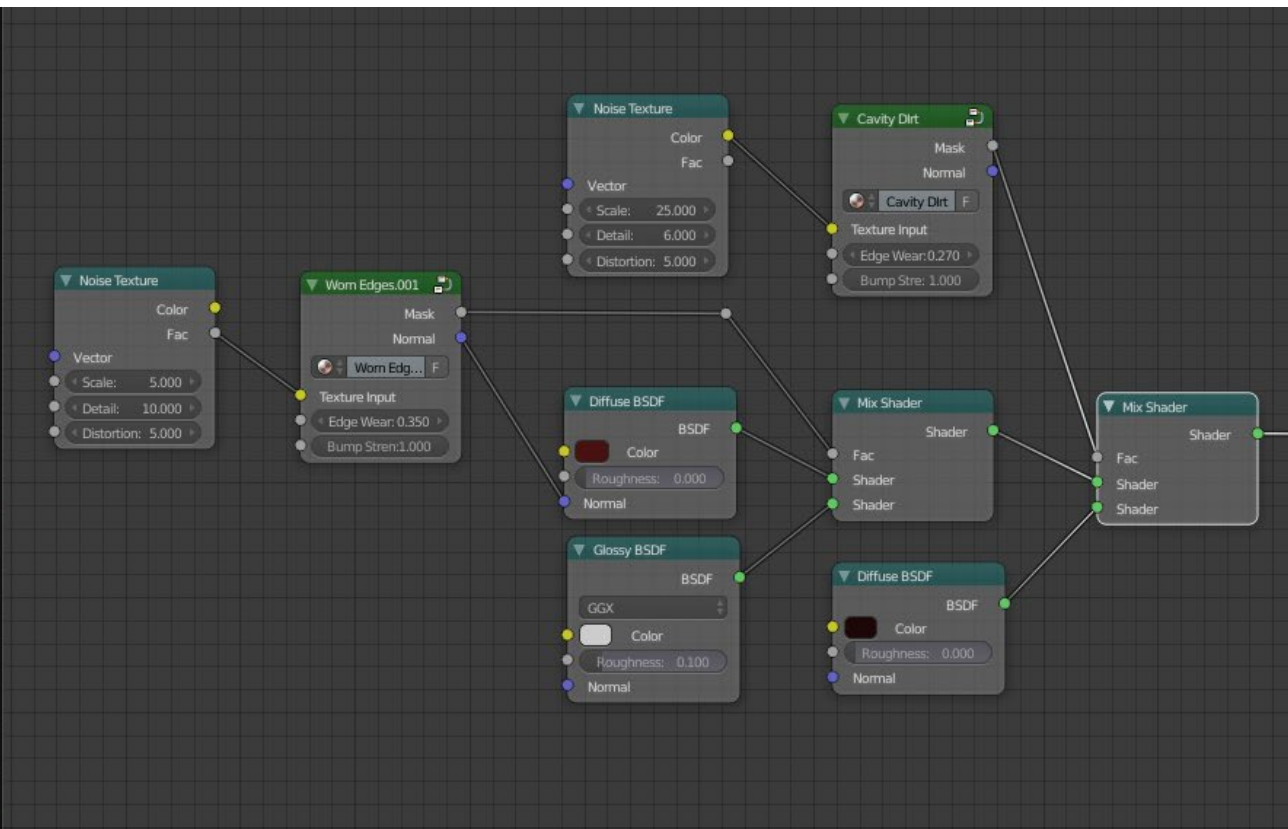 Noise Texture
Color
Fac
Vector
Scale: 5.000
Detail: 10.000
Distortion: 5.000
Worn Edges.001
Mask
Normal
Worn Edg... F
Texture Input
Edge Wear: 0.350
Bump Stren:1.000
Noise Texture
Color
Fac
Vector
Scale: 25.000
Detail: 6.000
Distortion: 5.000
Cavity DIrt
Mask
Normal
Cavity DIrt F
Texture Input
Edge Wear:0.270
Bump Stre: 1.000
Diffuse BSDF
BSDF
Color
Roughness: 0.000
Normal
Glossy BSDF
BSDF
GGX
Color
Roughness: 0.100
Normal
Mix Shader
Shader
Fac
Shader
Shader
Diffuse BSDF
BSDF
Color
Roughness: 0.000
Normal
Mix Shader
Shader
Fac
Shader
Shader